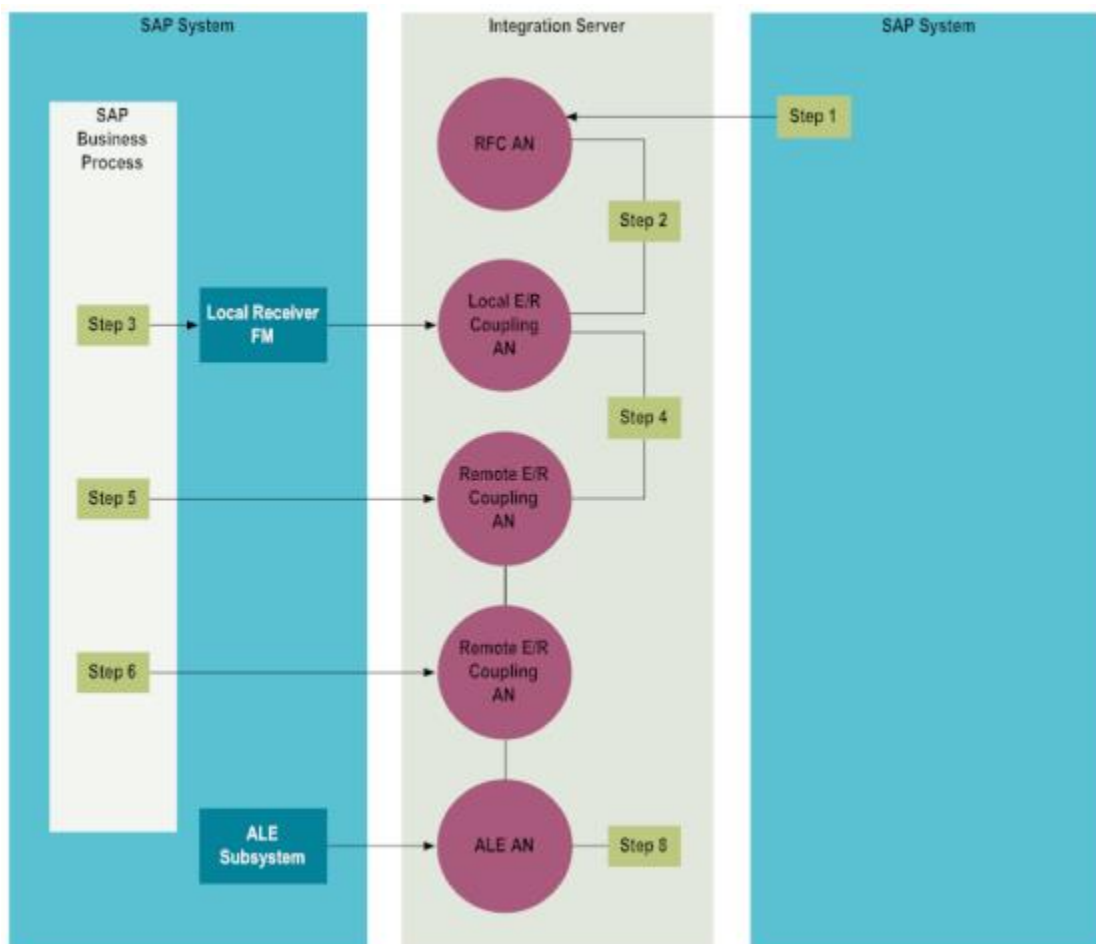 SAP System
Integration Server
SAP System
SAP
Business
Process
RFC AN
Step 1
Step 2
Step 3
Local Receiver
FM
Local E/R
Coupling
AN
Step 4
Step 5
Remote E/R
Coupling
AN
Step 6
Remote E/R
Coupling
AN
ALE
Subsystem
ALE AN
Step 8